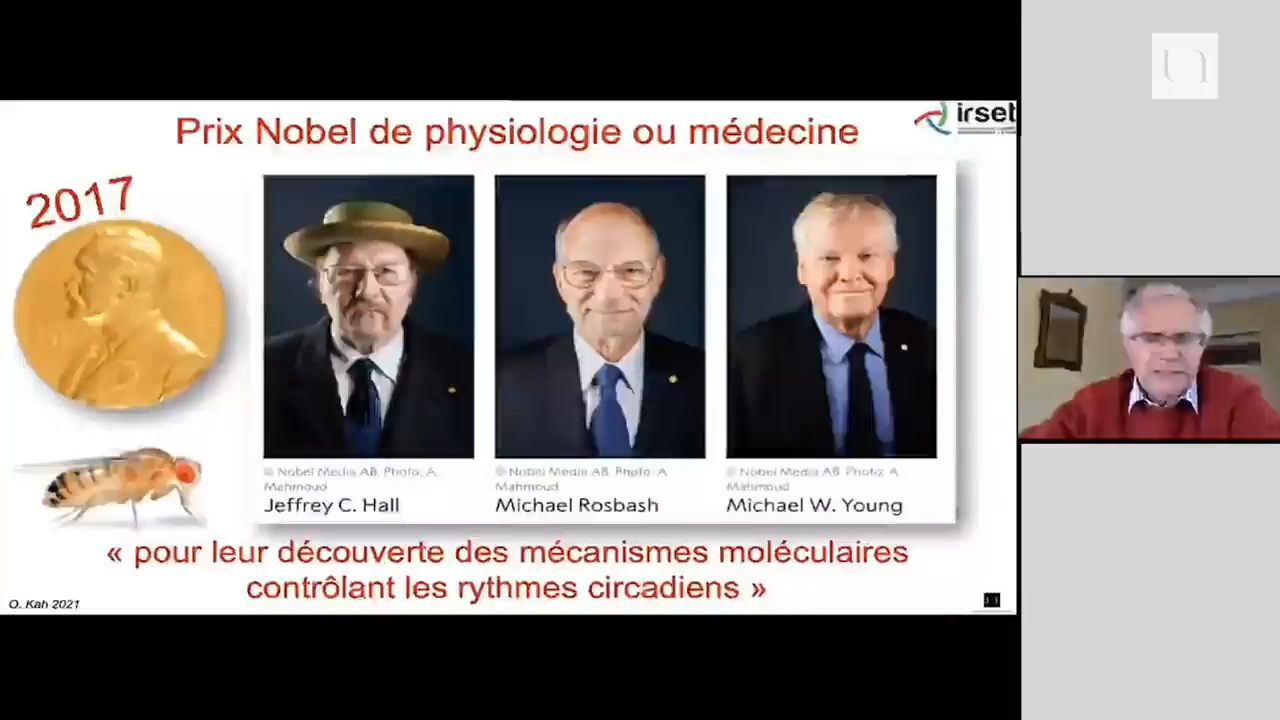 Prix Nobel de physiologie ou médecine
irset
2017
© Nobel Media AB. Photo: A.
Mahmoud
Jeffrey C. Hall
© Nobel Media AB. Photo: A.
Mahmoud
Michael Rosbash
© Nobel Media AB. Photo: A.
Mahmoud
Michael W. Young
« pour leur découverte des mécanismes moléculaires
contrôlant les rythmes circadiens »
O. Kah 2021